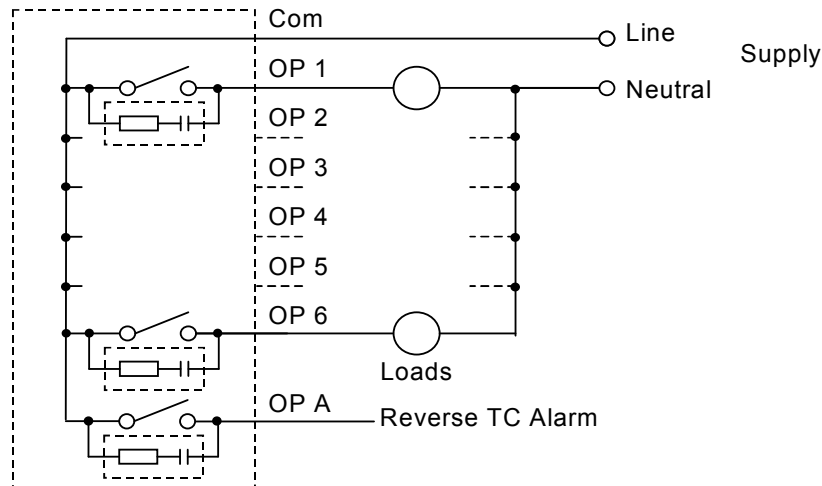 Com
Line
Supply
OP 1
Neutral
OP 2
OP 3
OP 4
OP 5
OP 6
Loads
OP A
Reverse TC Alarm